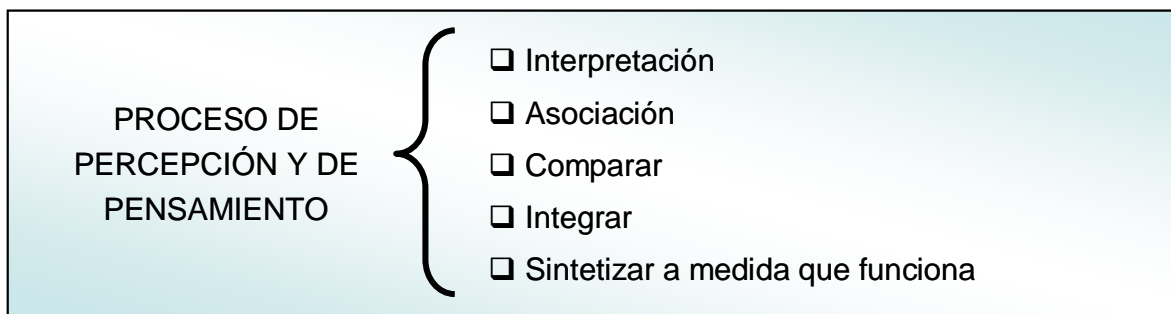 PROCESO DE
PERCEPCIÓN Y DE
PENSAMIENTO
❑ Interpretación
❑ Asociación
❑ Comparar
❑ Integrar
❑ Sintetizar a medida que funciona